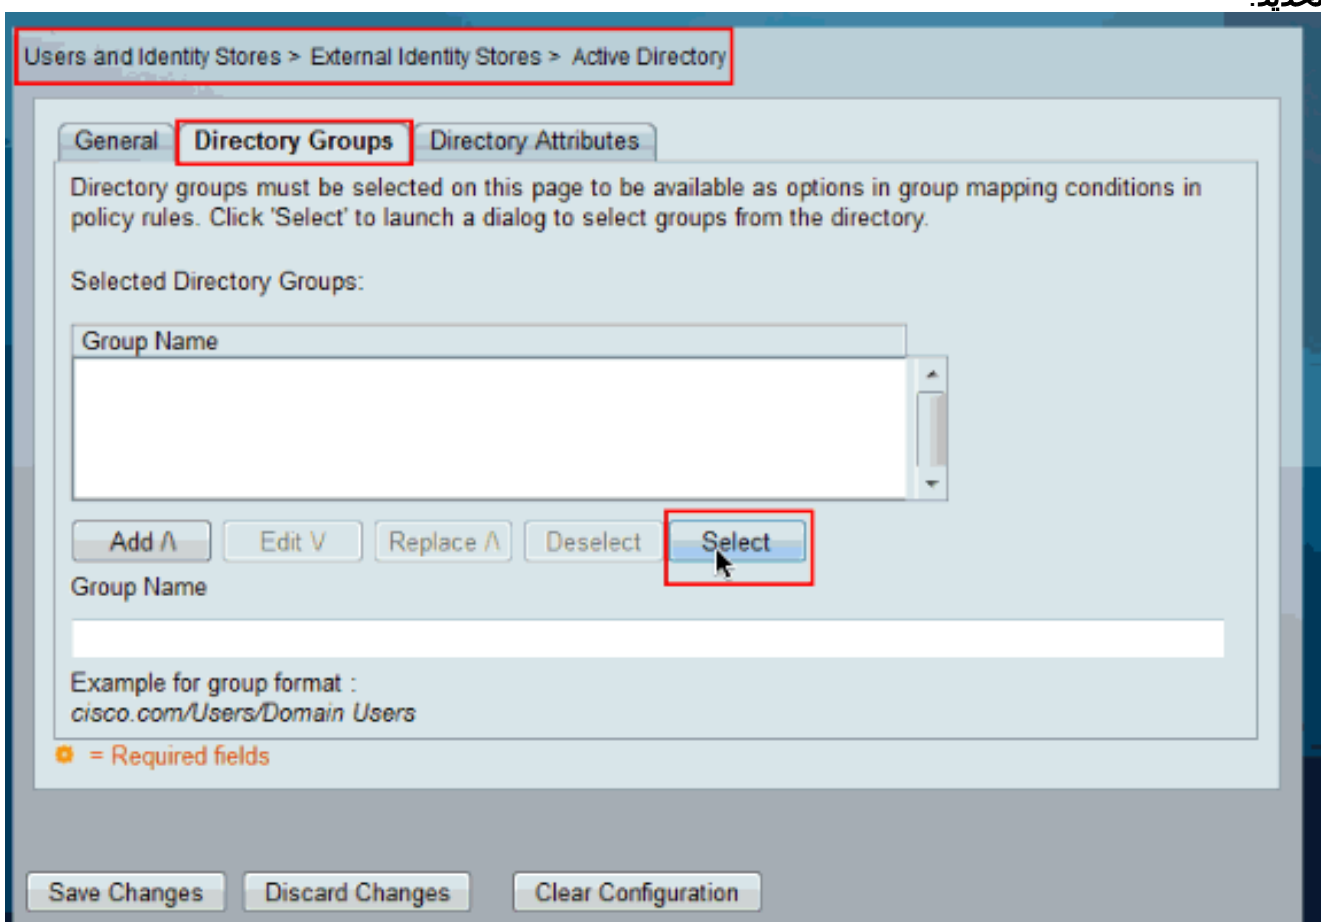 تحديد.
Users and Identity Stores > External Identity Stores > Active Directory
General Directory Groups Directory Attributes
Directory groups must be selected on this page to be available as options in group mapping conditions in
policy rules. Click 'Select' to launch a dialog to select groups from the directory.
Selected Directory Groups:
Group Name
Add /\ Edit \/ Replace /\ Deselect Select
Group Name
Example for group format :
cisco.com/Users/Domain Users
= Required fields
Save Changes Discard Changes Clear Configuration